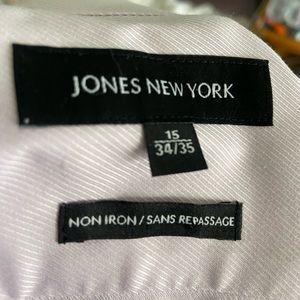 JONES NEW YORK
15
34/35
NON IRON / SANS REPASSAGE